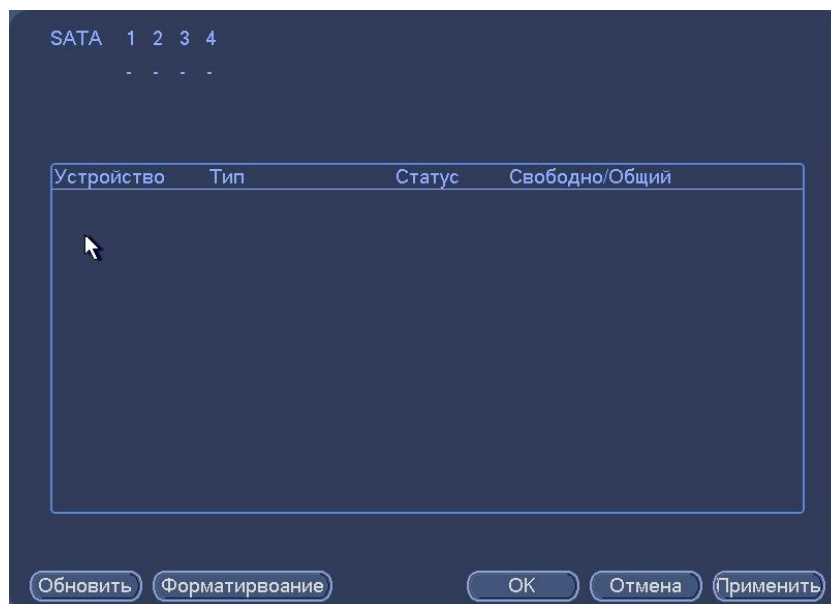 SATA 1 2 3 4
- - - -
Устройство Тип Статус Свободно/Общий
Обновить Форматирвоание OK Отмена Применить